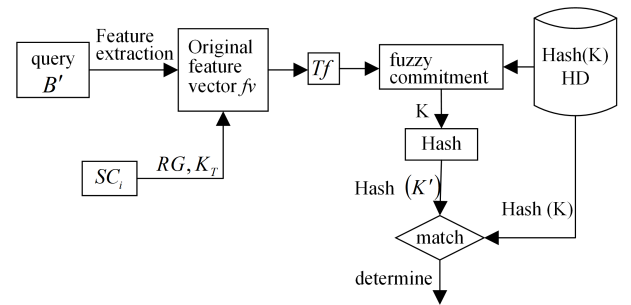 query
B′
Feature
extraction
Original
feature
vector fv
Tf
fuzzy
commitment
Hash(K)
HD
K
Hash
SC_i
RG, K_T
Hash (K′)
Hash (K)
match
determine